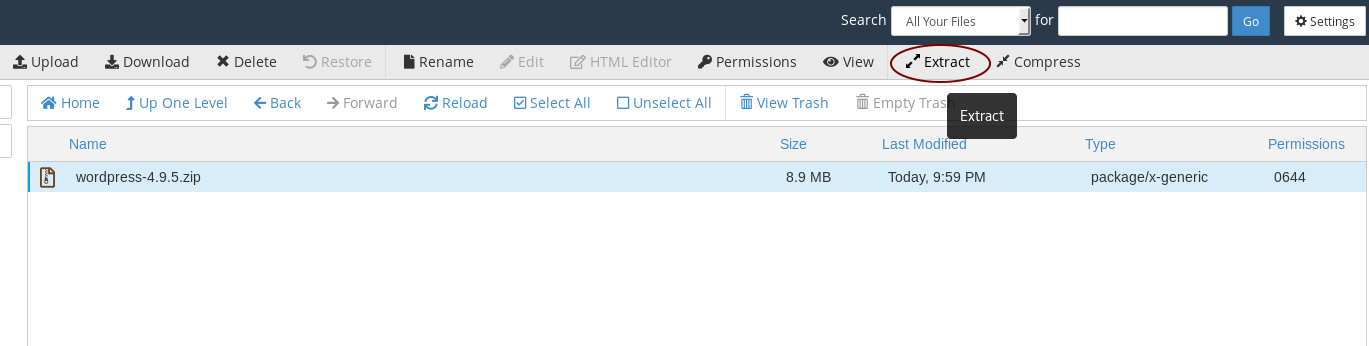 Search All Your Files for Go Settings
Upload Download Delete Restore Rename Edit HTML Editor Permissions View Extract Compress
Home Up One Level Back Forward Reload Select All Unselect All View Trash Empty Trash
Extract
Name Size Last Modified Type Permissions
wordpress-4.9.5.zip 8.9 MB Today, 9:59 PM package/x-generic 0644